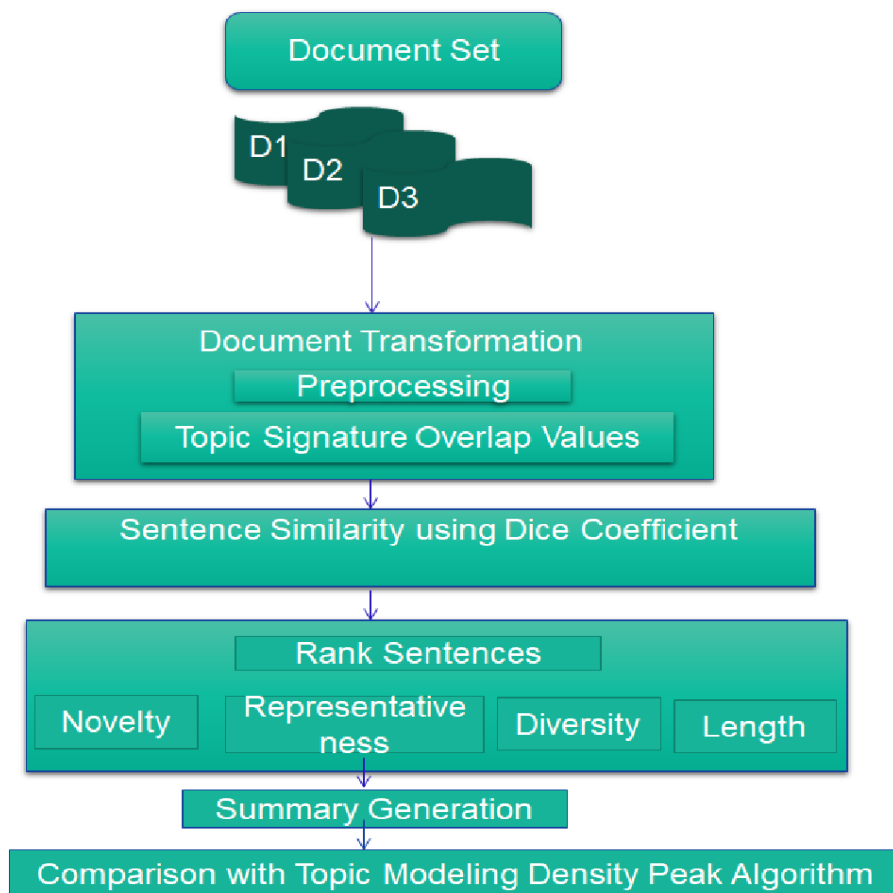 Document Set
D1
D2
D3
Document Transformation
Preprocessing
Topic Signature Overlap Values
Sentence Similarity using Dice Coefficient
Rank Sentences
Novelty
Representative
ness
Diversity
Length
Summary Generation
Comparison with Topic Modeling Density Peak Algorithm